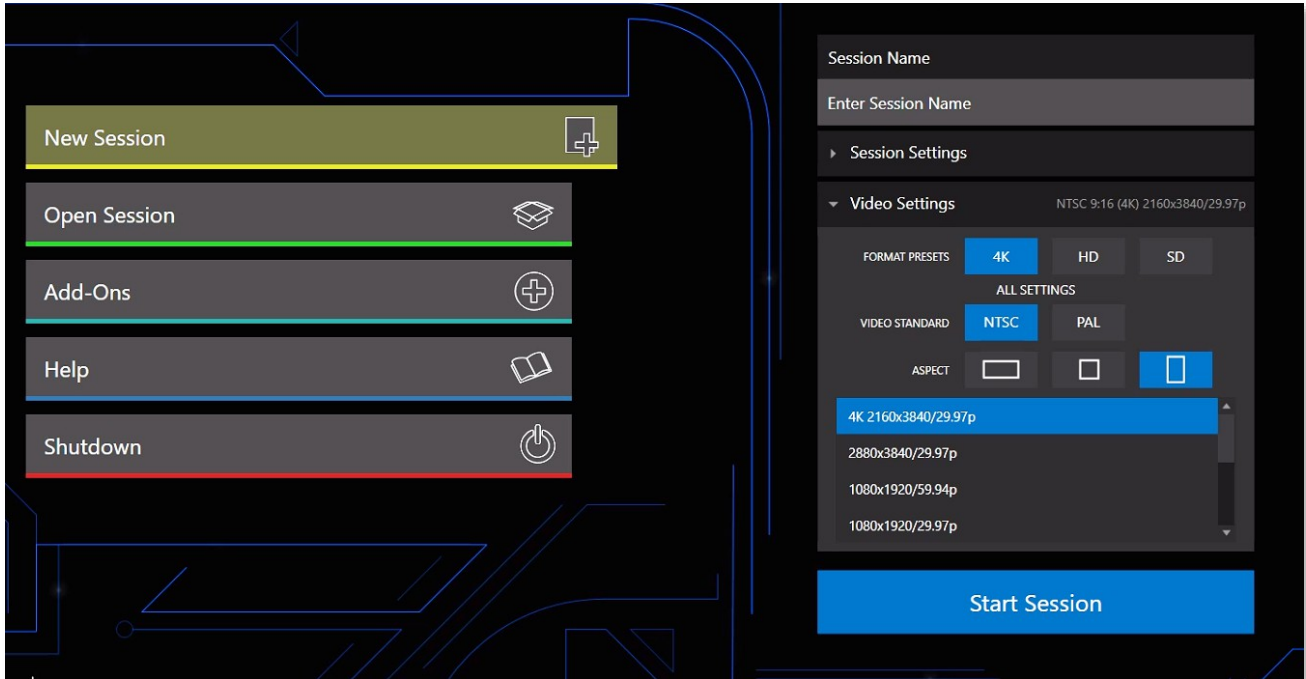 New Session
Open Session
Add-Ons
Help
Shutdown
Session Name
Enter Session Name
Session Settings
Video Settings NTSC 9:16 (4K) 2160x3840/29.97p
FORMAT PRESETS 4K HD SD
ALL SETTINGS
VIDEO STANDARD NTSC PAL
ASPECT
4K 2160x3840/29.97p
2880x3840/29.97p
1080x1920/59.94p
1080x1920/29.97p
Start Session